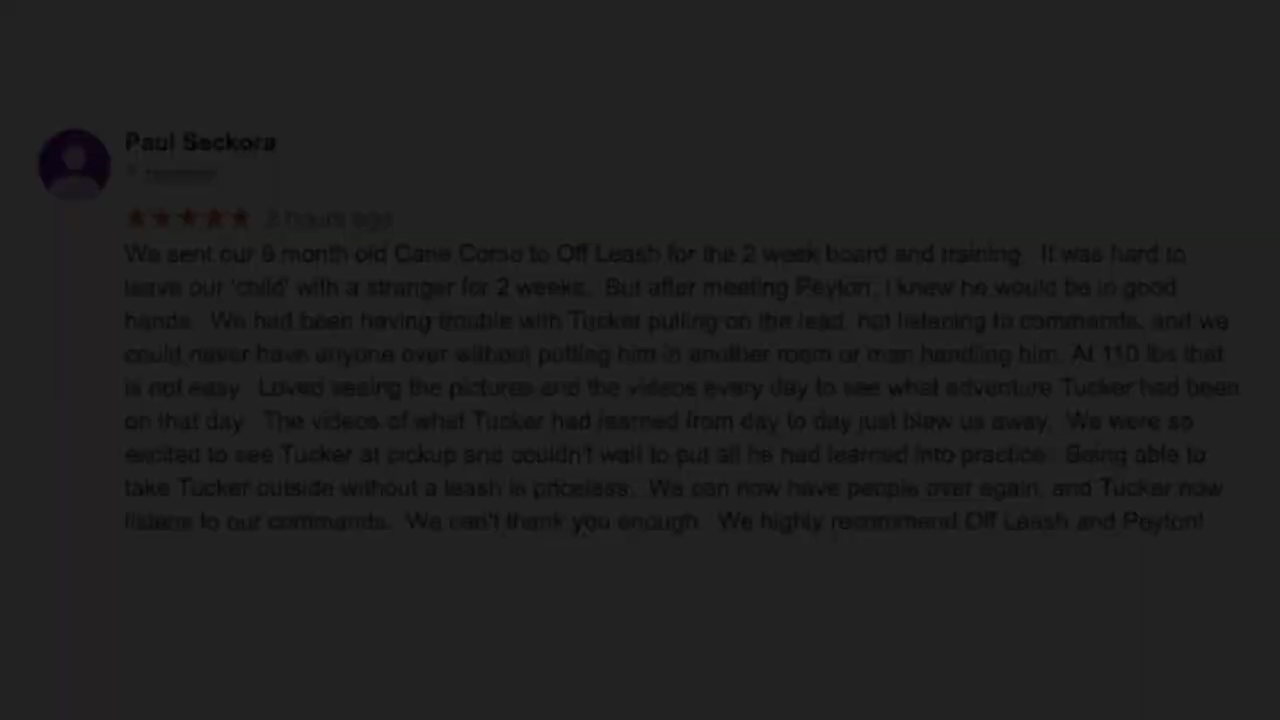 Paul Seckora
2 hours ago
We sent our month old Cane Corso to Off Leash for the 2 week board and training. It was hard to
leave our 'child' with a stranger for 2 weeks. But after meeting Peyton, I knew he would be in good
hands. We had been having trouble with Tucker pulling on the lead, not listening to commands, and we
could never have anyone over without putting him in another room or man handling him. At 110 lbs that
is not easy. Loved seeing the pictures and the videos every day to see what adventure Tucker had been
on that day. The videos of what Tucker had learned from day to day just blew us away. We were so
excited to see Tucker at pickup and couldn't wait to put all he had learned into practice. Being able to
take Tucker outside without a leash is priceless. We can now have people over again, and Tucker now
listens to our commands. We can't thank you enough. We highly recommend Off Leash and Peyton!